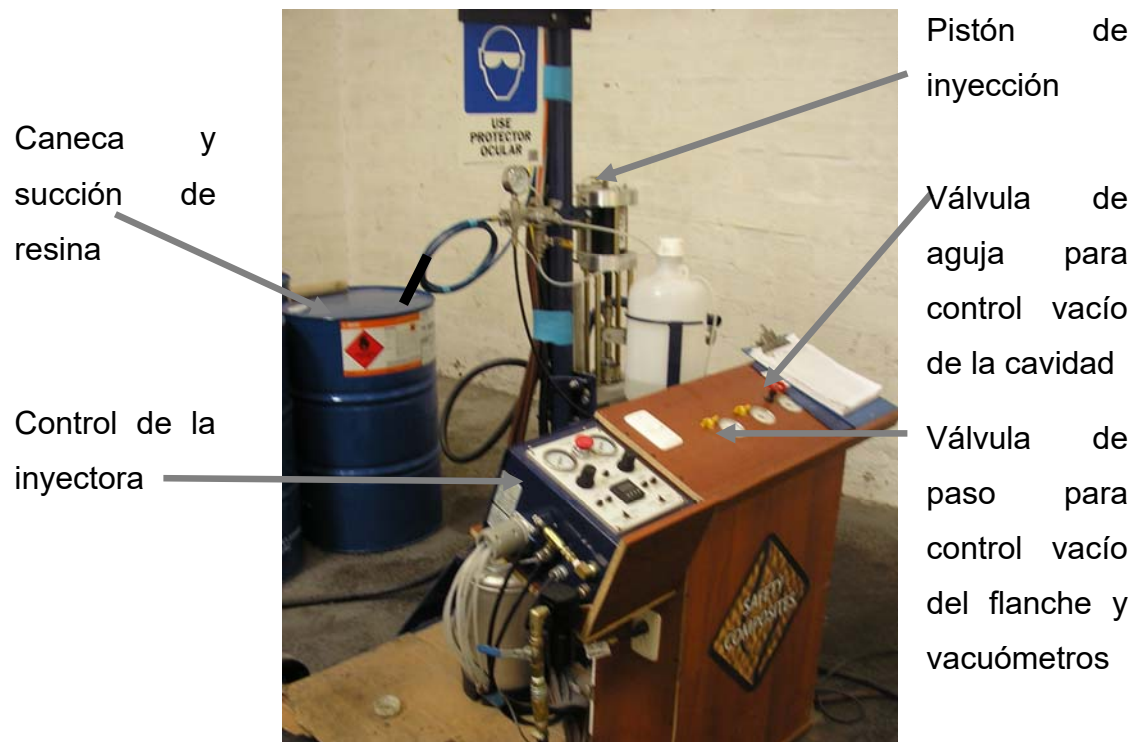 Pistón de
inyección
Caneca y
succión de
resina
Válvula de
aguja para
control vacío
de la cavidad
Control de la
inyectora
Válvula de
paso para
control vacío
del flanche y
vacuómetros
USE
PROTECTOR
OCULAR
SAFETY
COMPOSITES